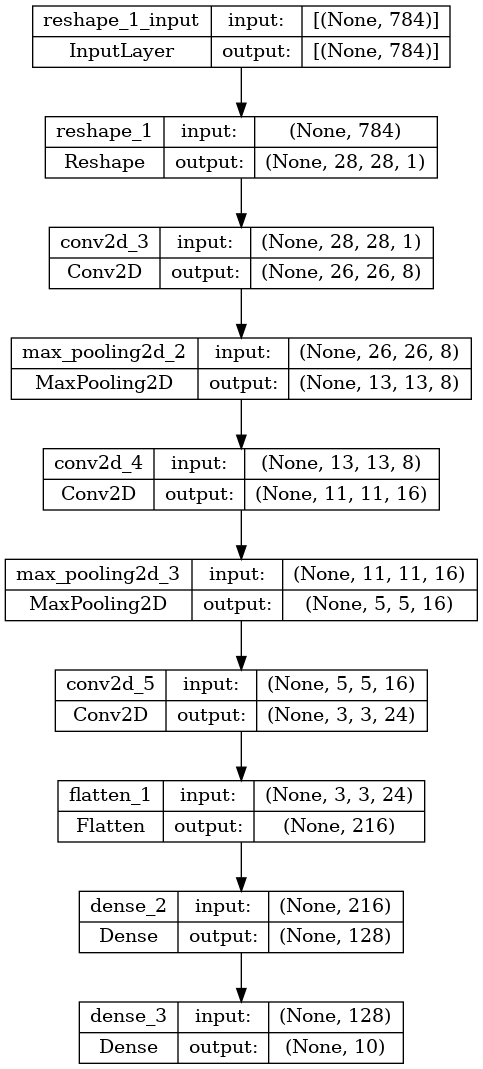 reshape_1_input input: [(None, 784)]
InputLayer output: [(None, 784)]
reshape_1 input: (None, 784)
Reshape output: (None, 28, 28, 1)
conv2d_3 input: (None, 28, 28, 1)
Conv2D output: (None, 26, 26, 8)
max_pooling2d_2 input: (None, 26, 26, 8)
MaxPooling2D output: (None, 13, 13, 8)
conv2d_4 input: (None, 13, 13, 8)
Conv2D output: (None, 11, 11, 16)
max_pooling2d_3 input: (None, 11, 11, 16)
MaxPooling2D output: (None, 5, 5, 16)
conv2d_5 input: (None, 5, 5, 16)
Conv2D output: (None, 3, 3, 24)
flatten_1 input: (None, 3, 3, 24)
Flatten output: (None, 216)
dense_2 input: (None, 216)
Dense output: (None, 128)
dense_3 input: (None, 128)
Dense output: (None, 10)